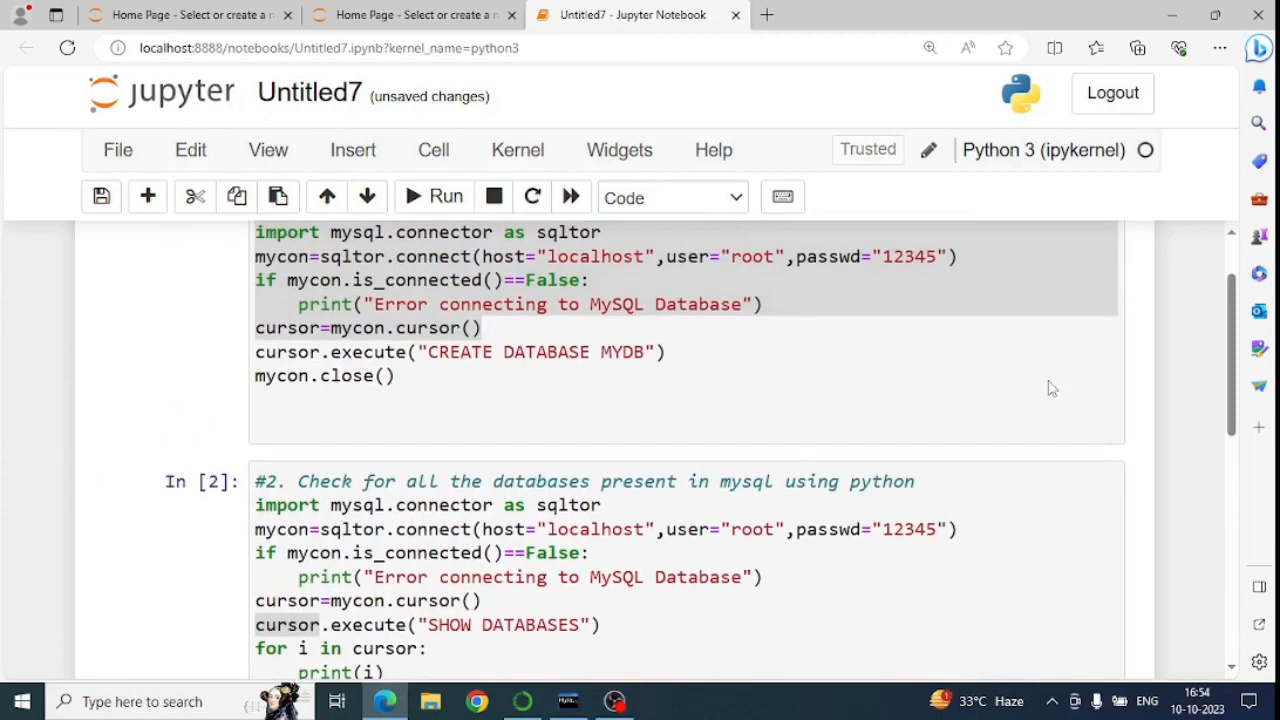 Home Page - Select or create a n
Home Page - Select or create a n
Untitled7 - Jupyter Notebook
localhost:8888/notebooks/Untitled7.ipynb?kernel_name=python3
jupyter Untitled7 (unsaved changes)
Logout
File Edit View Insert Cell Kernel Widgets Help Trusted Python 3 (ipykernel)
Run Code
import mysql.connector as sqltor
mycon=sqltor.connect(host="localhost",user="root",passwd="12345")
if mycon.is_connected()==False:
    print("Error connecting to MySQL Database")
cursor=mycon.cursor()
cursor.execute("CREATE DATABASE MYDB")
mycon.close()
In [2]: #2. Check for all the databases present in mysql using python
import mysql.connector as sqltor
mycon=sqltor.connect(host="localhost",user="root",passwd="12345")
if mycon.is_connected()==False:
    print("Error connecting to MySQL Database")
cursor=mycon.cursor()
cursor.execute("SHOW DATABASES")
for i in cursor:
    print(i)
Type here to search
33°C Haze
ENG
16:54
10-10-2023